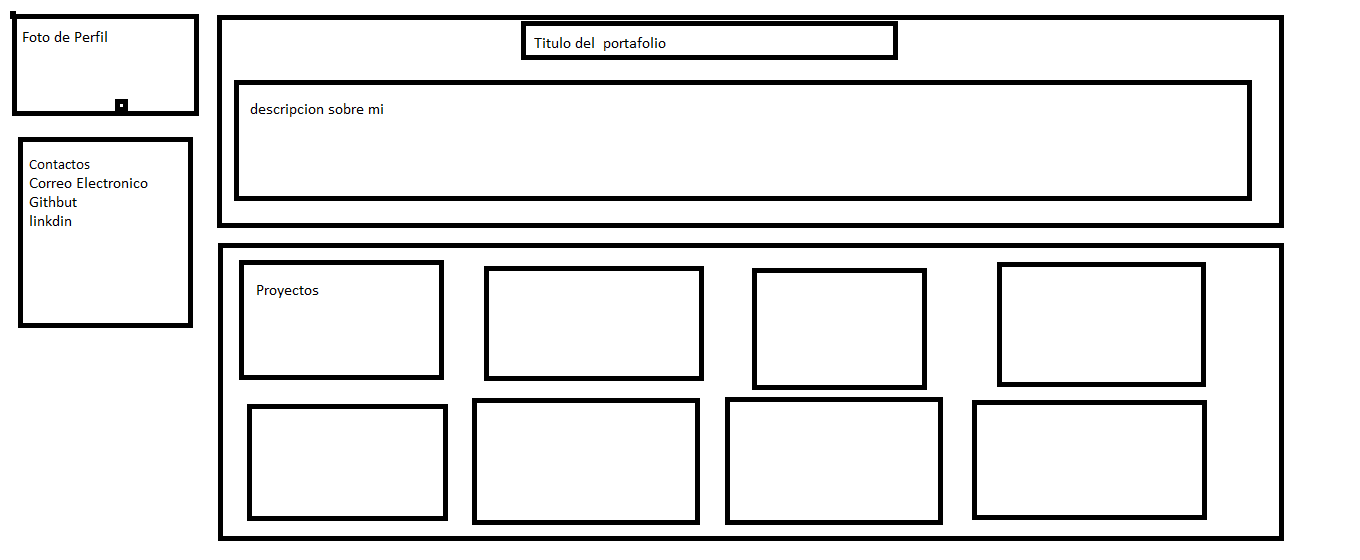 Foto de Perfil
Titulo del  portafolio
descripcion sobre mi
Contactos
Correo Electronico
Githbut
linkdin
Proyectos